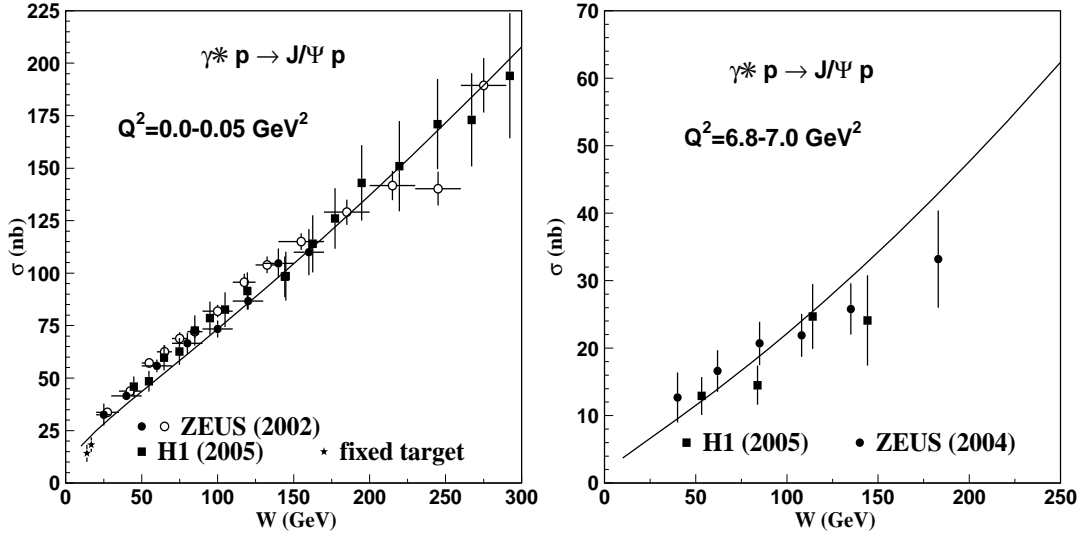 225
200
175
150
125
100
75
50
25
0
σ (nb)
γ* p → J/Ψ p
Q²=0.0-0.05 GeV²
ZEUS (2002)
H1 (2005)
fixed target
0 50 100 150 200 250 300
W (GeV)
70
60
50
40
30
20
10
0
σ (nb)
γ* p → J/Ψ p
Q²=6.8-7.0 GeV²
H1 (2005)
ZEUS (2004)
0 50 100 150 200 250
W (GeV)